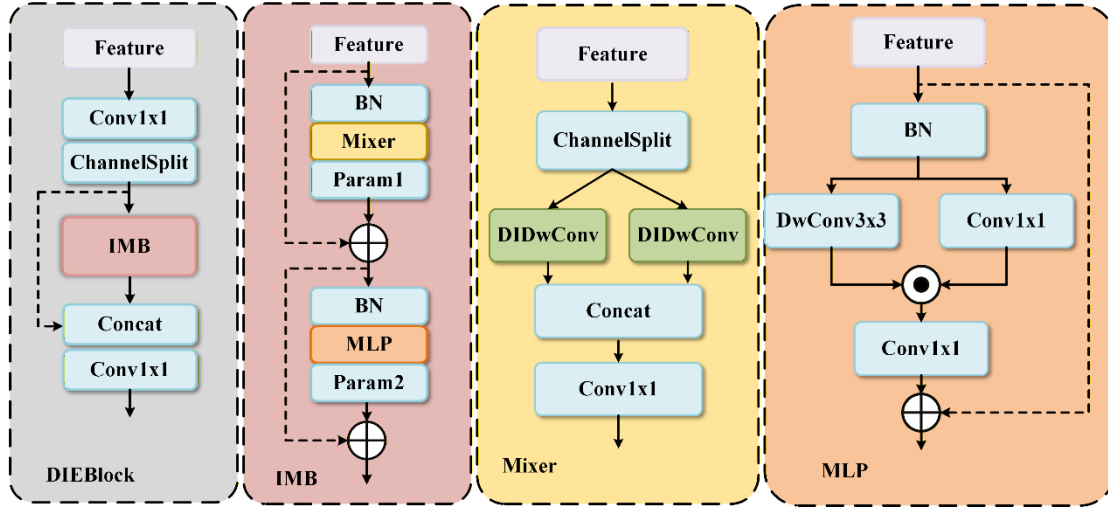 Feature
Conv1x1
ChannelSplit
IMB
Concat
Conv1x1
DIEBlock
Feature
BN
Mixer
Param1
BN
MLP
Param2
IMB
Feature
ChannelSplit
DIDwConv DIDwConv
Concat
Conv1x1
Mixer
Feature
BN
DwConv3x3 Conv1x1
Conv1x1
MLP